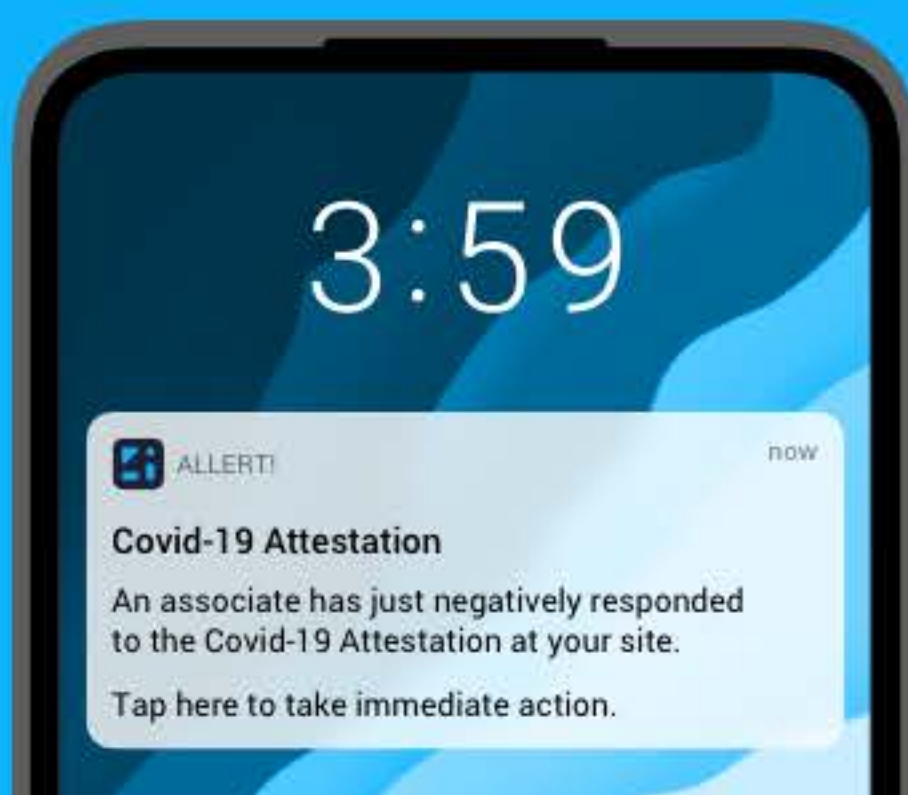 3:59
ALLERT!
now
Covid-19 Attestation
An associate has just negatively responded
to the Covid-19 Attestation at your site.
Tap here to take immediate action.